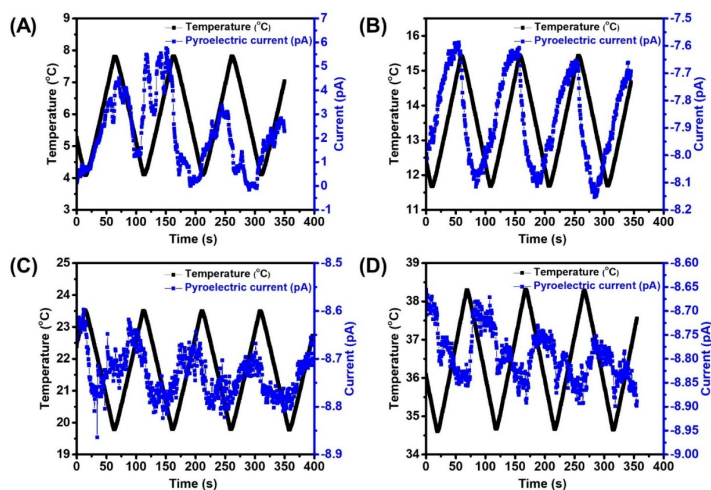 (A)
Temperature (°C)
Pyroelectric current (pA)
9
8
7
6
5
4
3
Temperature (°C)
6
5
4
3
2
1
0
-1
Current (pA)
0 50 100 150 200 250 300 350 400
Time (s)
(B)
Temperature (°C)
Pyroelectric current (pA)
16
15
14
13
12
11
Temperature (°C)
-7.5
-7.6
-7.7
-7.8
-7.9
-8.0
-8.1
-8.2
Current (pA)
0 50 100 150 200 250 300 350 400
Time (s)
(C)
Temperature (°C)
Pyroelectric current (pA)
25
24
23
22
21
20
19
Temperature (°C)
-8.5
-8.6
-8.7
-8.8
-8.9
Current (pA)
0 50 100 150 200 250 300 350 400
Time (s)
(D)
Temperature (°C)
Pyroelectric current (pA)
39
38
37
36
35
34
Temperature (°C)
-8.60
-8.65
-8.70
-8.75
-8.80
-8.85
-8.90
-8.95
-9.00
Current (pA)
0 50 100 150 200 250 300 350 400
Time (s)